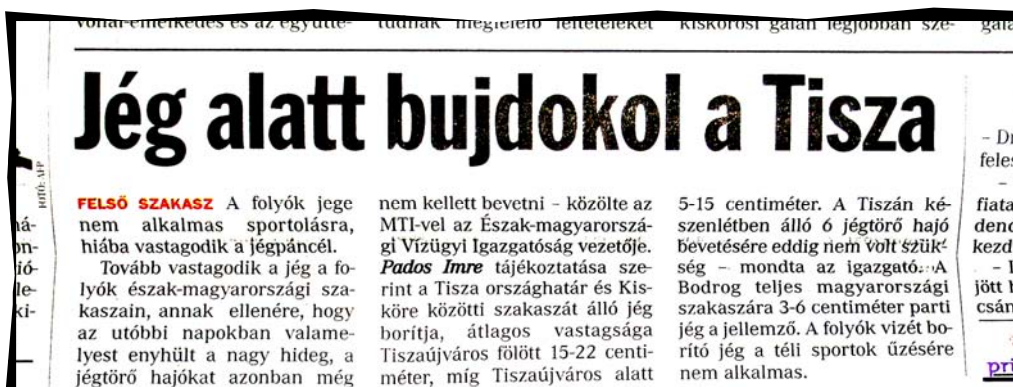 Jég alatt bujdokol a Tisza
FOTÓ: AFP
FELSŐ SZAKASZ A folyók jege
nem alkalmas sportolásra,
hiába vastagodik a jégpáncél.
Tovább vastagodik a jég a fo-
lyók észak-magyarországi sza-
kaszain, annak ellenére, hogy
az utóbbi napokban valame-
lyest enyhült a nagy hideg, a
jégtörő hajókat azonban még
nem kellett bevetni – közölte az
MTI-vel az Észak-magyarorszá-
gi Vízügyi Igazgatóság vezetője.
Pados Imre tájékoztatása sze-
rint a Tisza országhatár és Kis-
köre közötti szakaszát álló jég
borítja, átlagos vastagsága
Tiszaújváros fölött 15-22 centi-
méter, míg Tiszaújváros alatt
5-15 centiméter. A Tiszán ké-
szenlétben álló 6 jégtörő hajó
bevetésére eddig nem volt szük-
ség – mondta az igazgató. A
Bodrog teljes magyarországi
szakaszára 3-6 centiméter parti
jég a jellemző. A folyók vizét bo-
rító jég a téli sportok űzésére
nem alkalmas.